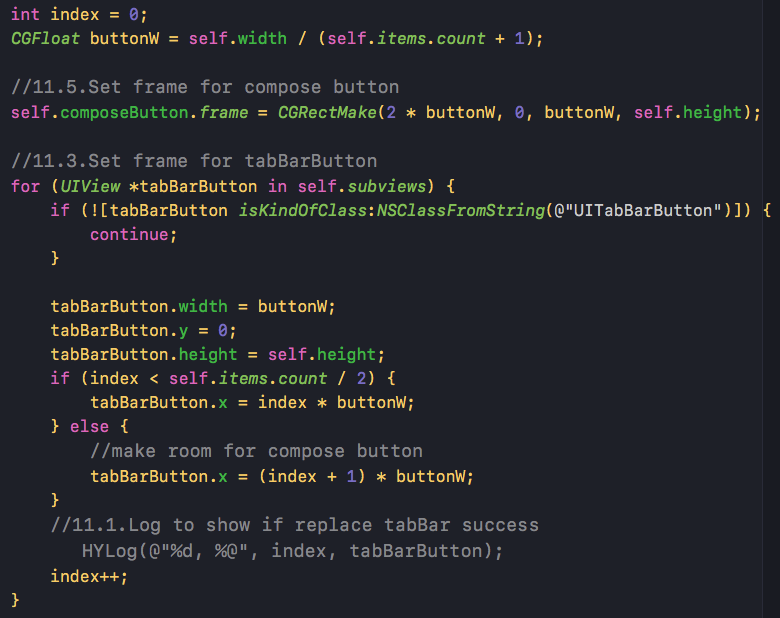 int index = 0;
CGFloat buttonW = self.width / (self.items.count + 1);

//11.5.Set frame for compose button
self.composeButton.frame = CGRectMake(2 * buttonW, 0, buttonW, self.height);

//11.3.Set frame for tabBarButton
for (UIView *tabBarButton in self.subviews) {
    if (![tabBarButton isKindOfClass:NSClassFromString(@"UITabBarButton")]) {
        continue;
    }

    tabBarButton.width = buttonW;
    tabBarButton.y = 0;
    tabBarButton.height = self.height;
    if (index < self.items.count / 2) {
        tabBarButton.x = index * buttonW;
    } else {
        //make room for compose button
        tabBarButton.x = (index + 1) * buttonW;
    }
    //11.1.Log to show if replace tabBar success
       HYLog(@"%d, %@", index, tabBarButton);
    index++;
}